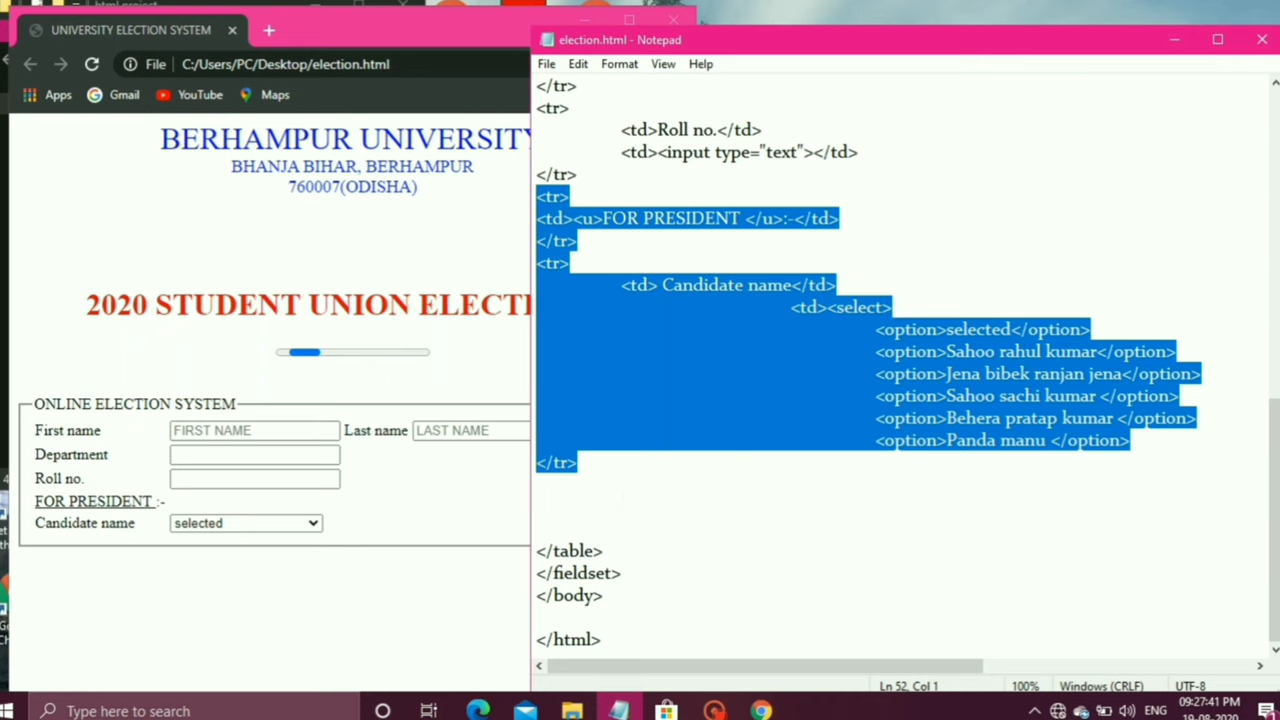 html project
UNIVERSITY ELECTION SYSTEM
File
C:/Users/PC/Desktop/election.html
Apps
Gmail
YouTube
Maps
BERHAMPUR UNIVERSITY
BHANJA BIHAR, BERHAMPUR
760007(ODISHA)
2020 STUDENT UNION ELECTI
ONLINE ELECTION SYSTEM
First name
FIRST NAME
Last name
LAST NAME
Department
Roll no.
FOR PRESIDENT :-
Candidate name
selected
election.html - Notepad
File Edit Format View Help
</tr>
<tr>
<td>Roll no.</td>
<td><input type="text"></td>
</tr>
<tr>
<td><u>FOR PRESIDENT </u>:-</td>
</tr>
<tr>
<td> Candidate name</td>
<td><select>
<option>selected</option>
<option>Sahoo rahul kumar</option>
<option>Jena bibek ranjan jena</option>
<option>Sahoo sachi kumar </option>
<option>Behera pratap kumar </option>
<option>Panda manu </option>
</tr>
</table>
</fieldset>
</body>
</html>
Ln 52, Col 1
100%
Windows (CRLF)
UTF-8
Type here to search
ENG
09:27:41 PM
19-08-2020